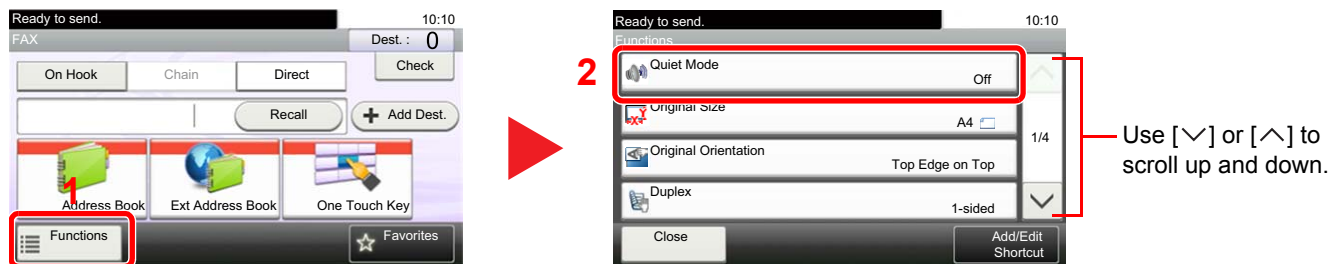 Ready to send.
10:10
FAX
Dest. :
0
On Hook
Chain
Direct
Check
Recall
Add Dest.
1
Address Book
Ext Address Book
One Touch Key
Functions
Favorites
Ready to send.
10:10
Functions
2
Quiet Mode
Off
Original Size
A4
Original Orientation
Top Edge on Top
1/4
Duplex
1-sided
Close
Add/Edit
Shortcut
Use [∨] or [∧] to
scroll up and down.